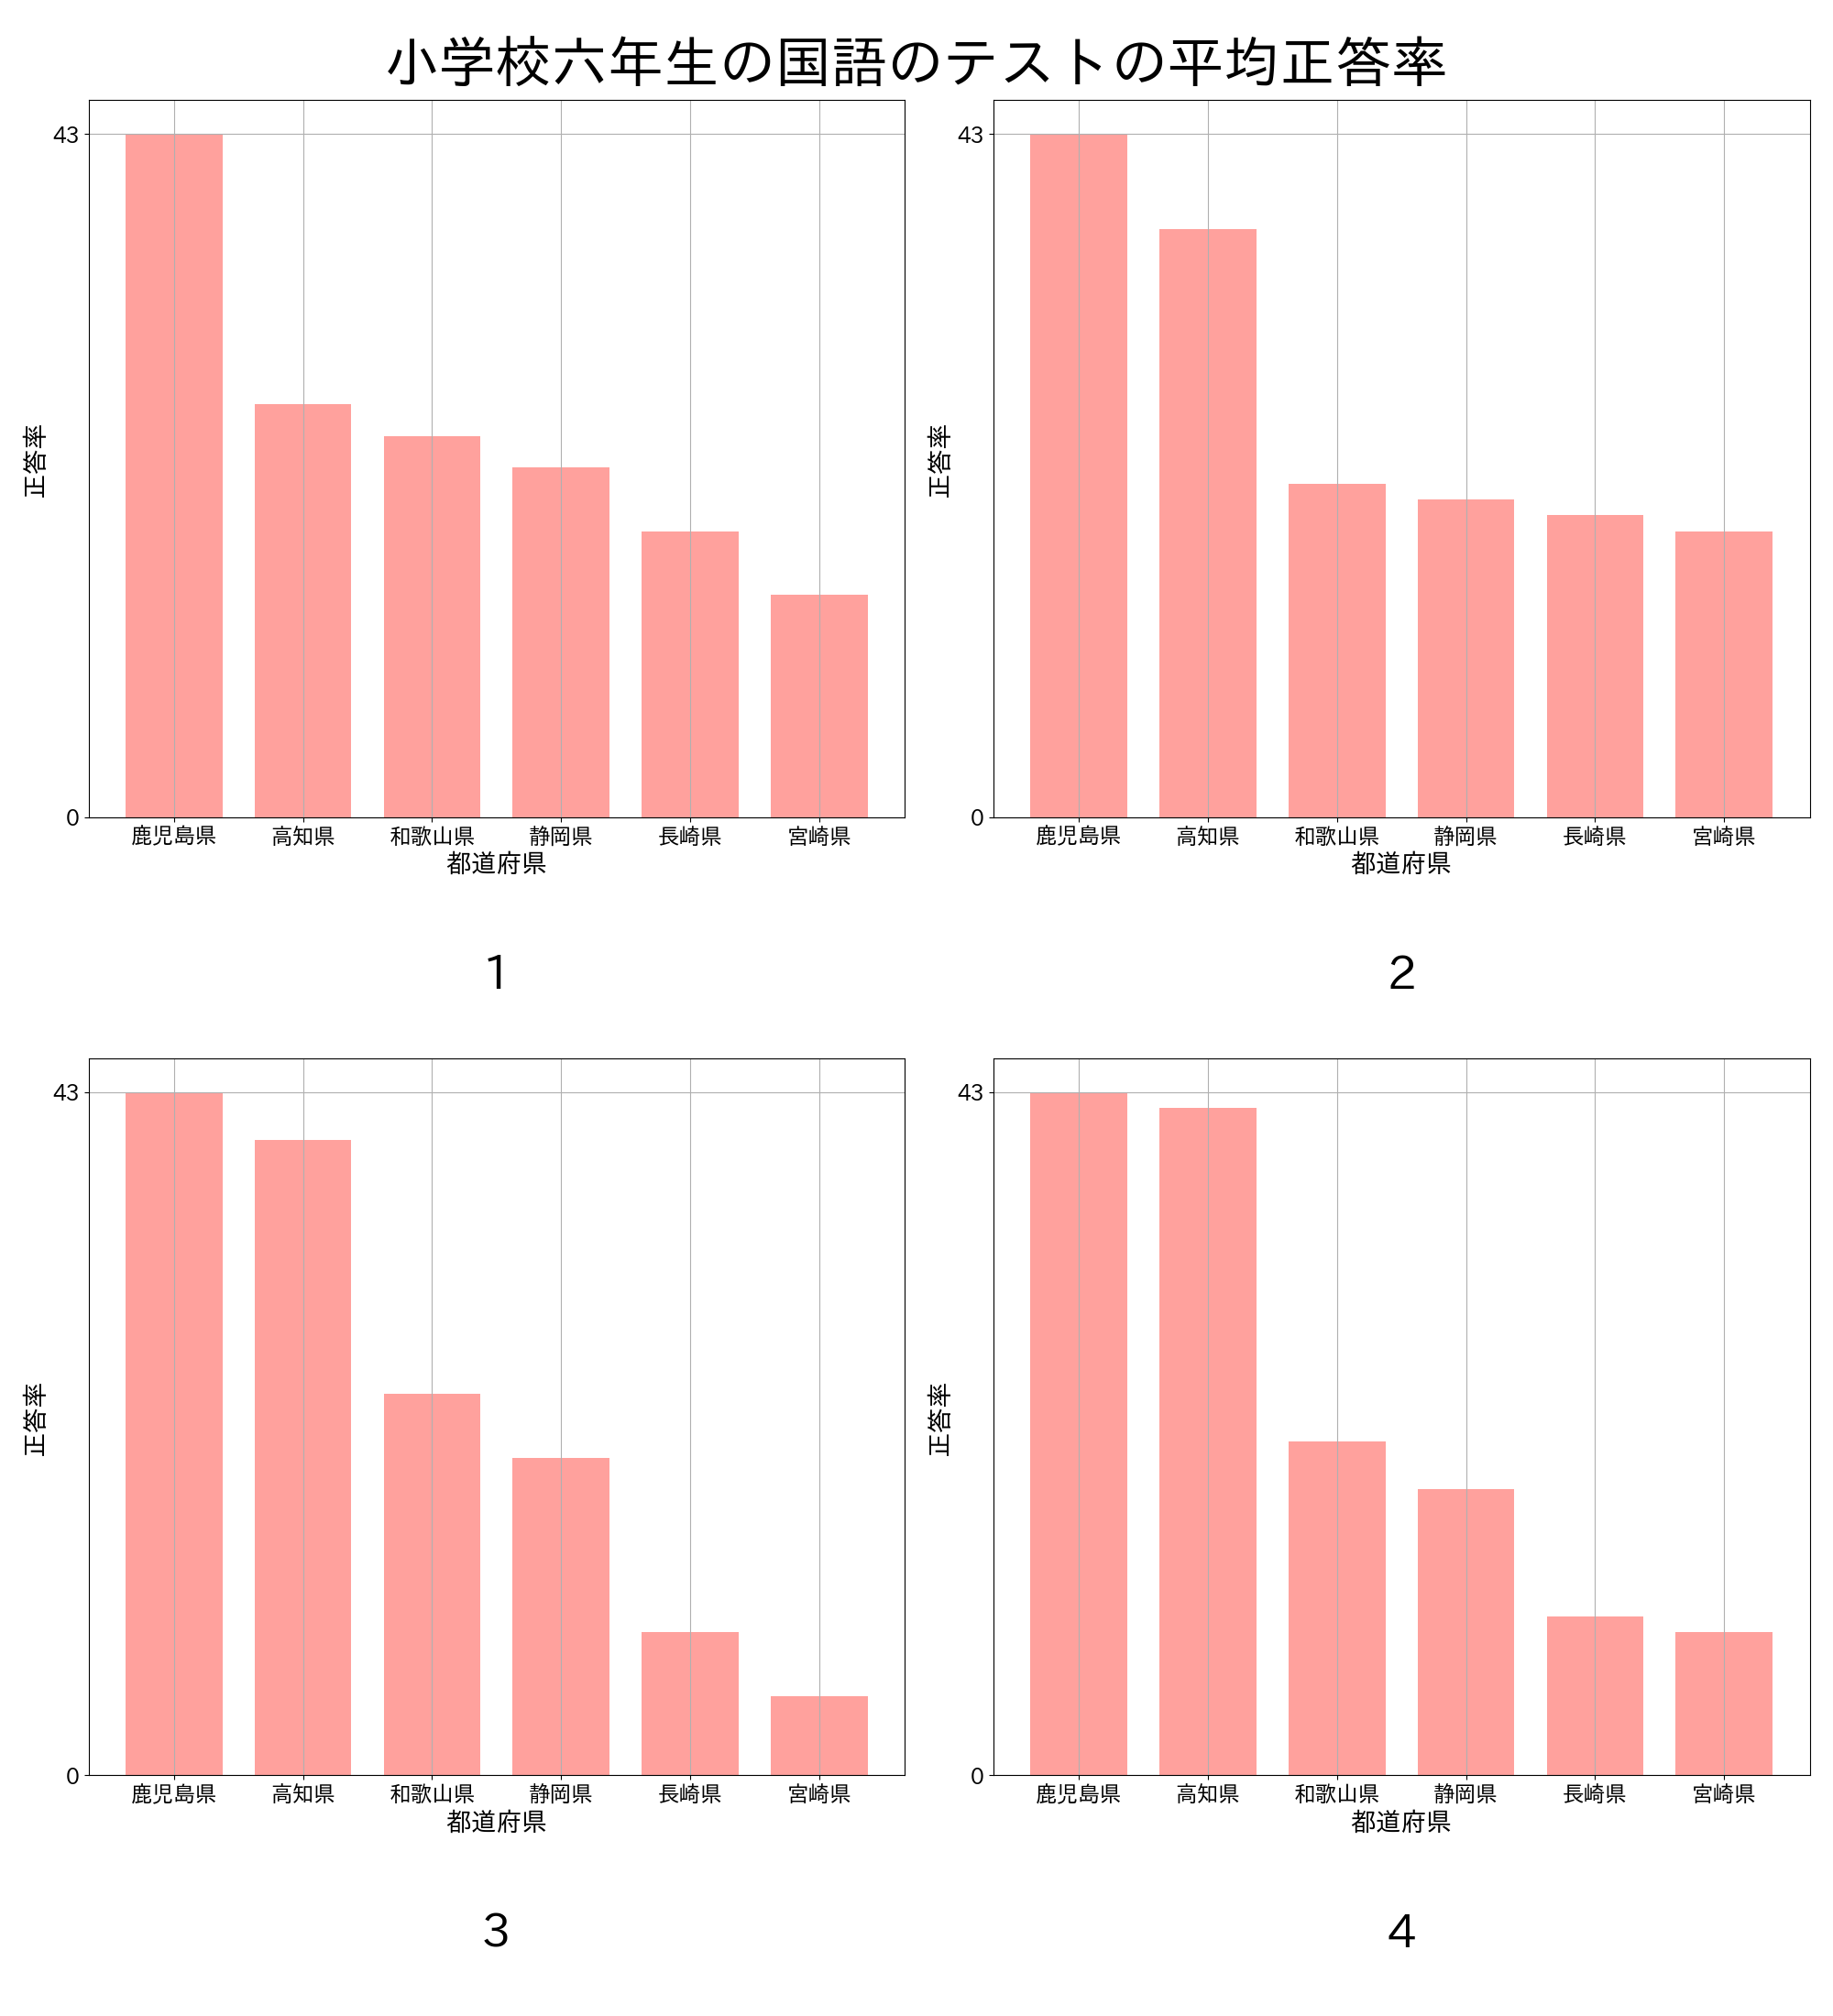 小学校六年生の国語のテストの平均正答率
43
0
正答率
鹿児島県 高知県 和歌山県 静岡県 長崎県 宮崎県
都道府県
1
43
0
正答率
鹿児島県 高知県 和歌山県 静岡県 長崎県 宮崎県
都道府県
2
43
0
正答率
鹿児島県 高知県 和歌山県 静岡県 長崎県 宮崎県
都道府県
3
43
0
正答率
鹿児島県 高知県 和歌山県 静岡県 長崎県 宮崎県
都道府県
4